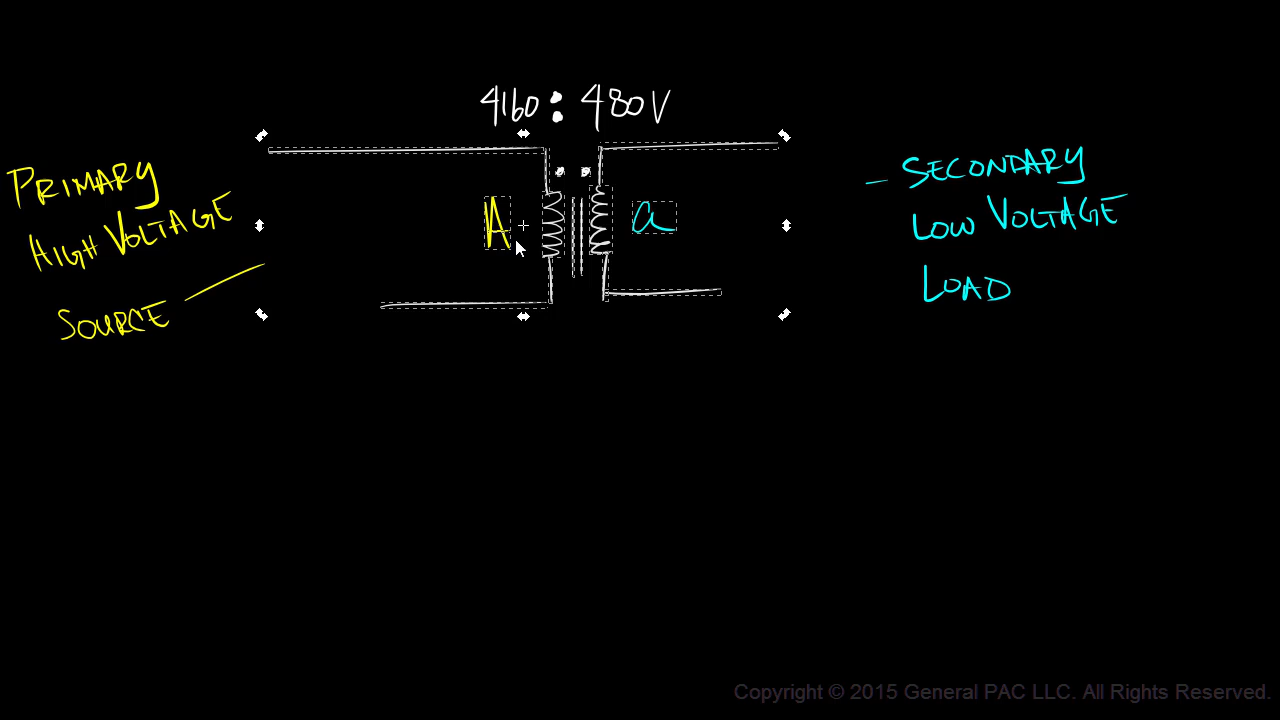 4160 : 480V
PRIMARY
HIGH VOLTAGE
SOURCE
A
a
SECONDARY
LOW VOLTAGE
LOAD
Copyright © 2015 General PAC LLC. All Rights Reserved.